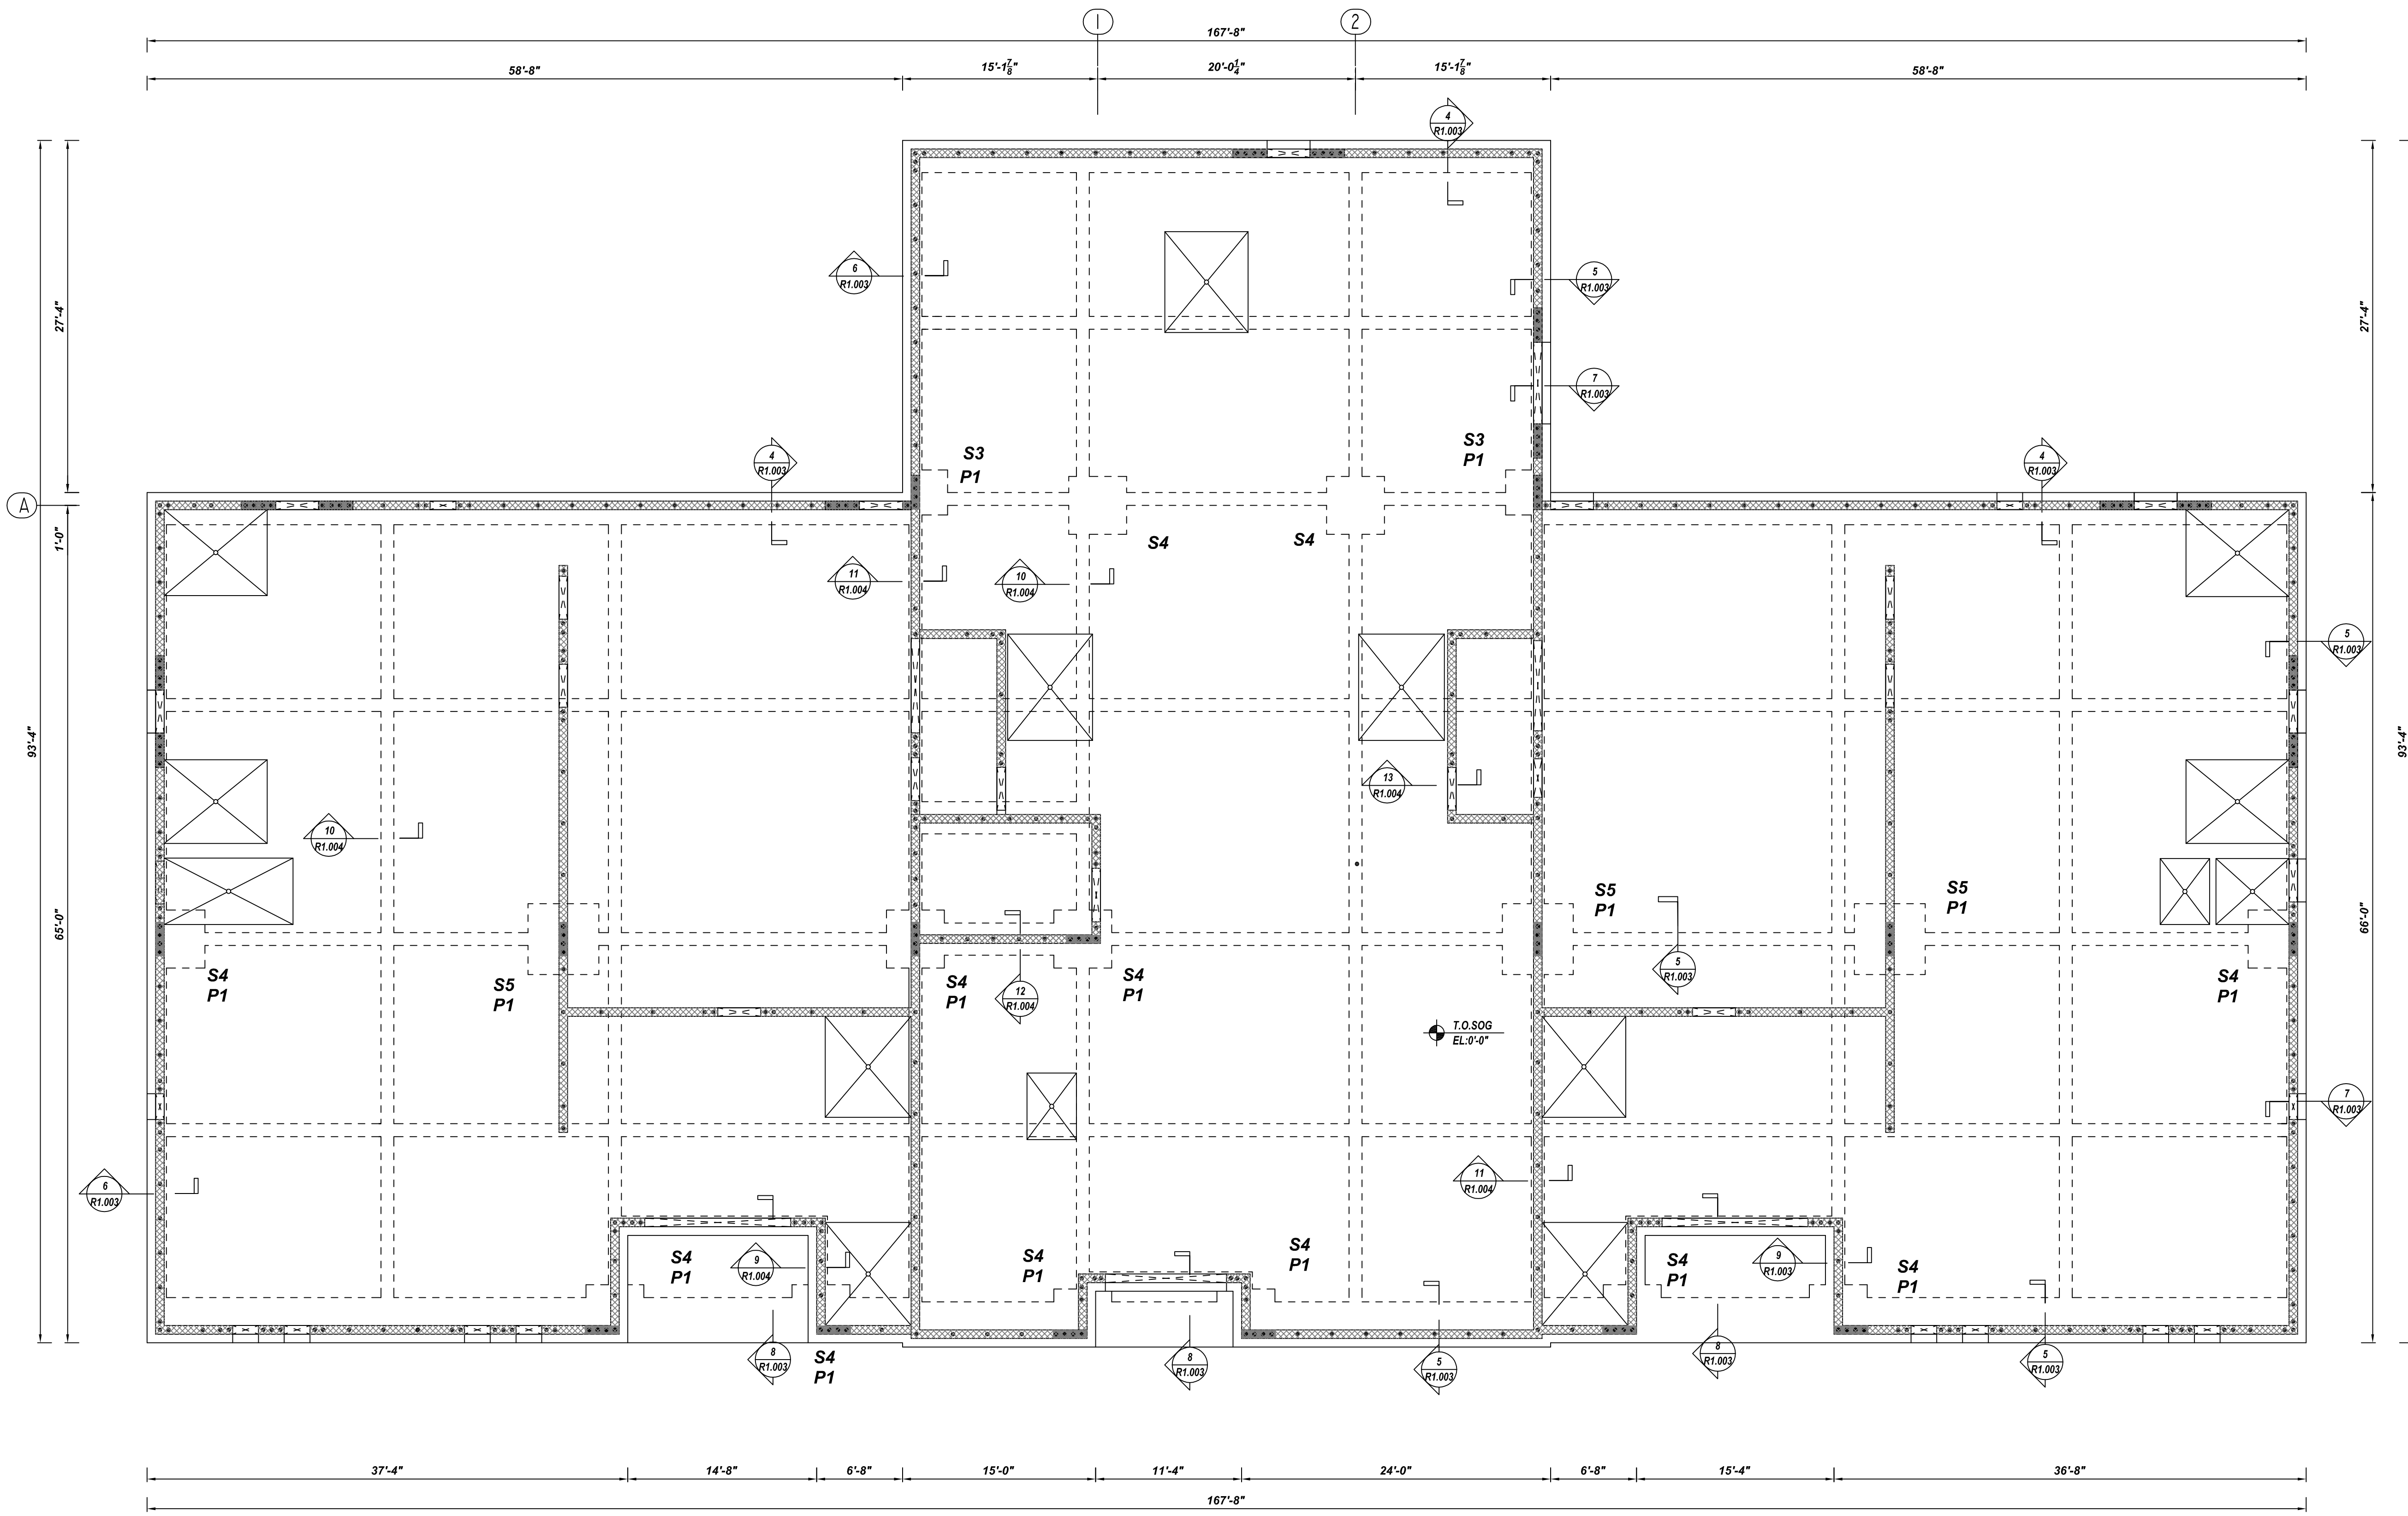 1
2
167'-8"
58'-8"
15'-1 7/8"
20'-0 1/4"
15'-1 7/8"
58'-8"
4
R1.003
6
R1.003
5
R1.003
27'-4"
27'-4"
7
R1.003
S3
P1
S3
P1
4
R1.003
4
R1.003
A
1'-0"
S4
S4
11
R1.004
10
R1.004
5
R1.003
93'-4"
93'-4"
13
R1.004
10
R1.004
S5
P1
S5
P1
65'-0"
66'-0"
S4
P1
S5
P1
S4
P1
12
R1.004
S4
P1
5
R1.003
S4
P1
T.O.SOG
EL:0'-0"
7
R1.003
6
R1.003
11
R1.004
S4
P1
9
R1.004
S4
P1
S4
P1
S4
P1
9
R1.003
S4
P1
8
R1.003
S4
P1
8
R1.003
5
R1.003
8
R1.003
5
R1.003
37'-4"
14'-8"
6'-8"
15'-0"
11'-4"
24'-0"
6'-8"
15'-4"
36'-8"
167'-8"